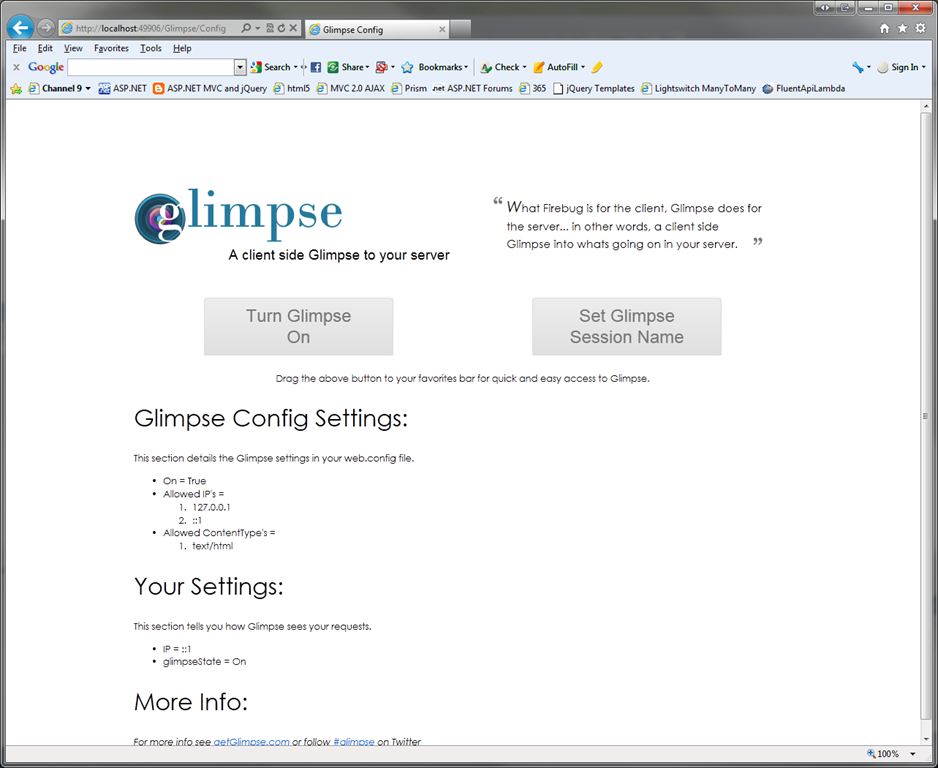 http://localhost:49906/Glimpse/Config
Glimpse Config
File Edit View Favorites Tools Help
Google Search Share Bookmarks Check AutoFill Sign In
Channel 9 ASP.NET ASP.NET MVC and jQuery html5 MVC 2.0 AJAX Prism .net ASP.NET Forums 365 jQuery Templates Lightswitch ManyToMany FluentApiLambda
glimpse
A client side Glimpse to your server
“ What Firebug is for the client, Glimpse does for
the server... in other words, a client side
Glimpse into whats going on in your server. ”
Turn Glimpse
On
Set Glimpse
Session Name
Drag the above button to your favorites bar for quick and easy access to Glimpse.
Glimpse Config Settings:
This section details the Glimpse settings in your web.config file.
• On = True
• Allowed IP's =
1. 127.0.0.1
2. ::1
• Allowed ContentType's =
1. text/html
Your Settings:
This section tells you how Glimpse sees your requests.
• IP = ::1
• glimpseState = On
More Info:
For more info see getGlimpse.com or follow #glimpse on Twitter
100%